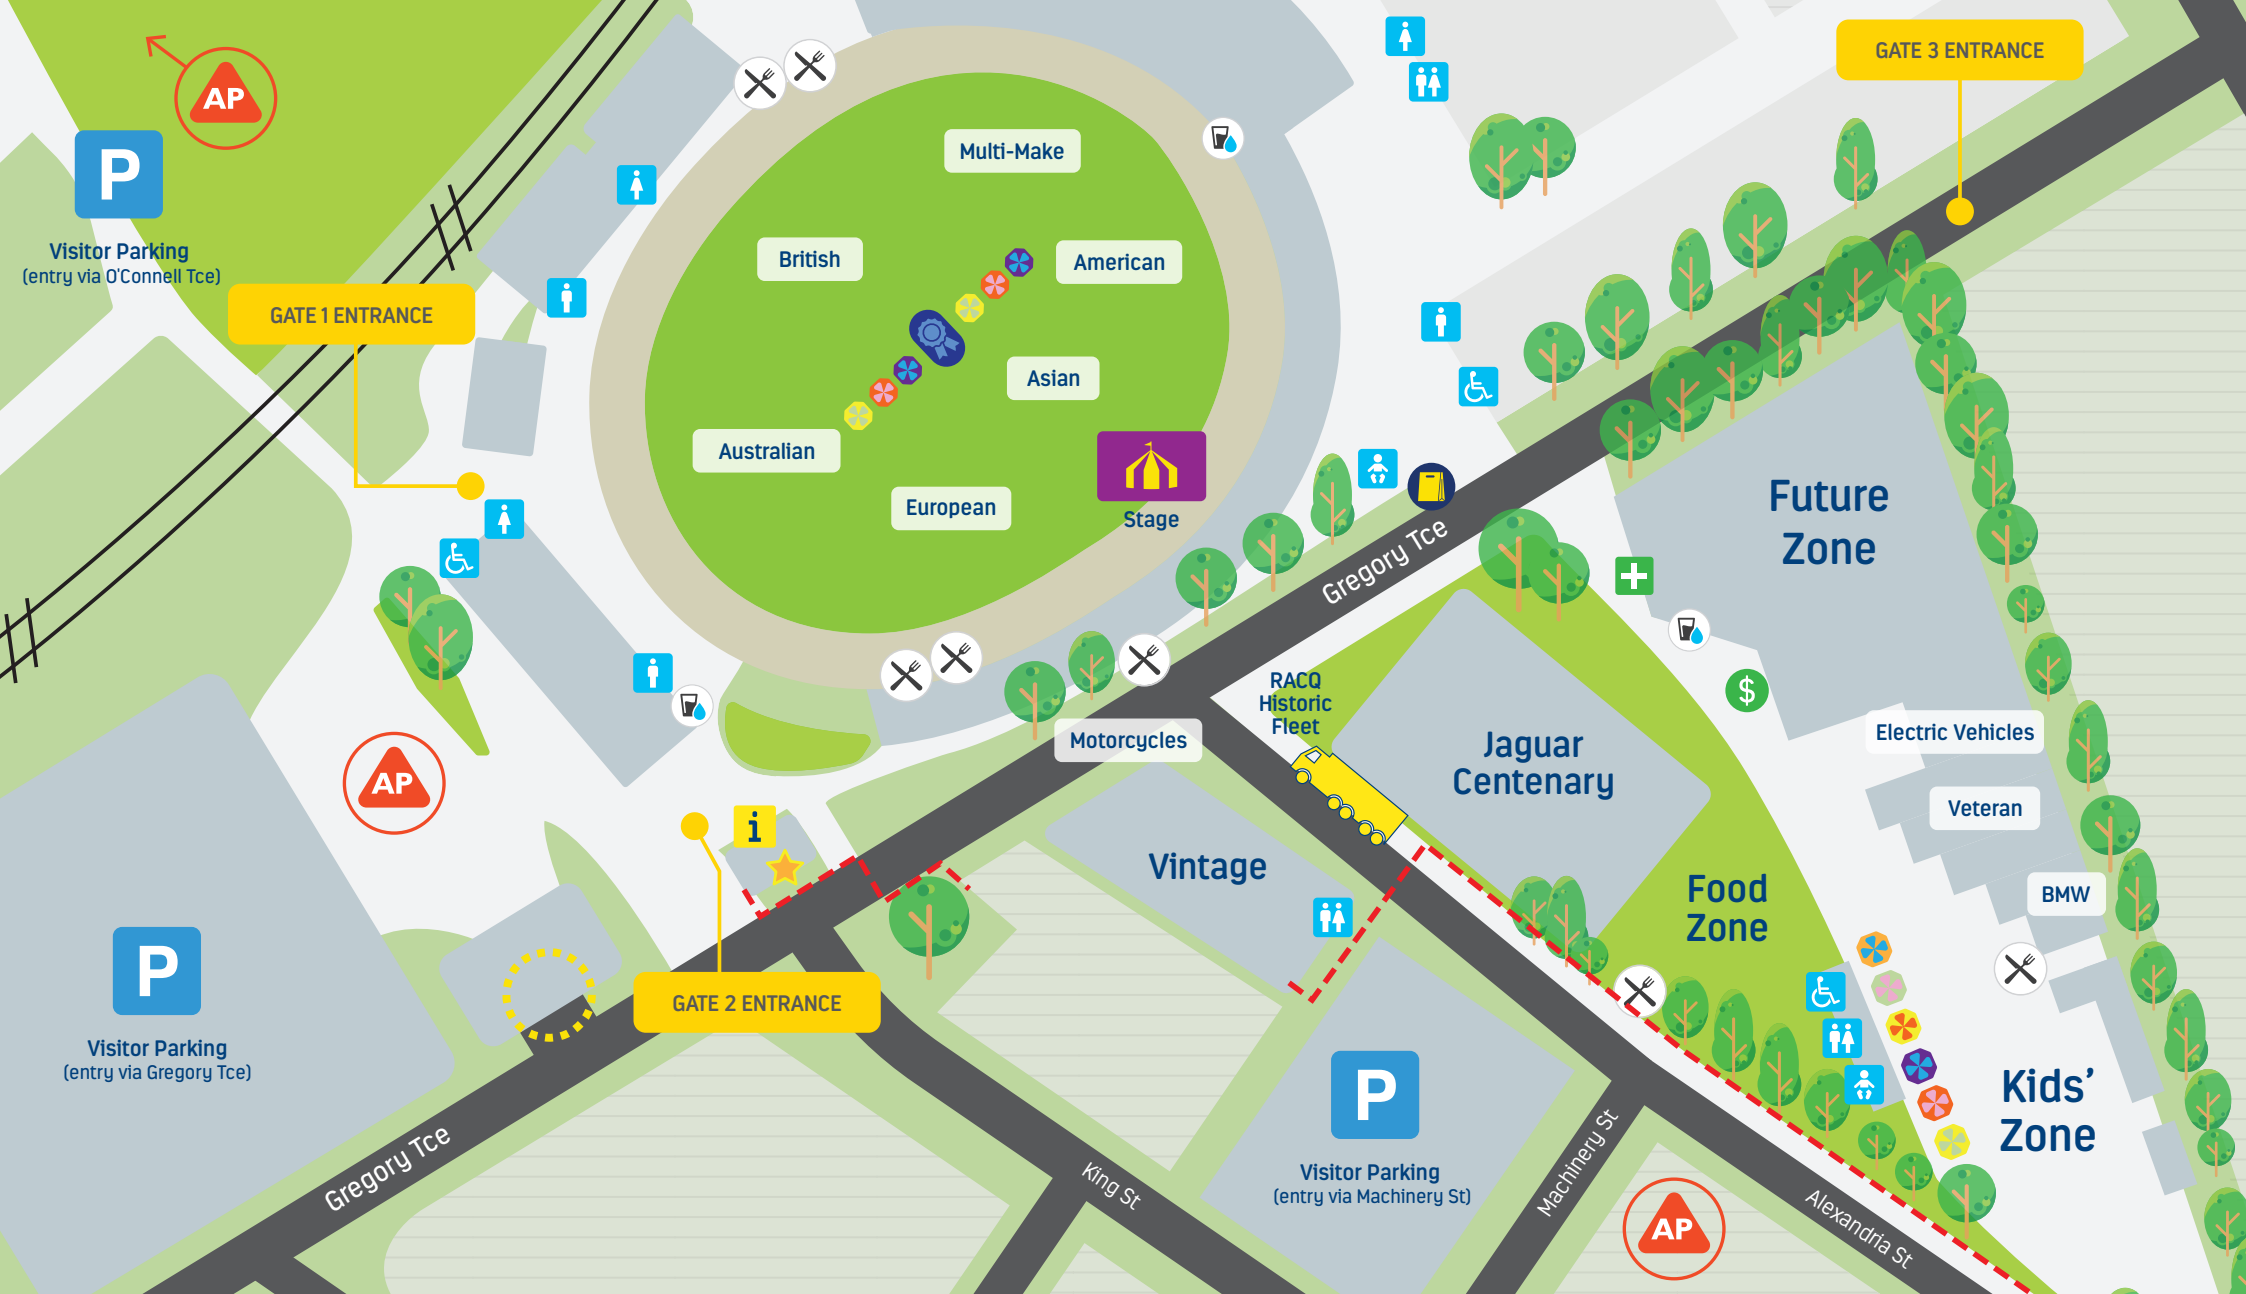 GATE 3 ENTRANCE
AP
P
Visitor Parking
(entry via O'Connell Tce)
GATE 1 ENTRANCE
Multi-Make
British
American
Asian
Australian
European
Stage
Gregory Tce
Future
Zone
RACQ
Historic
Fleet
$
Motorcycles
Jaguar
Centenary
Electric Vehicles
Veteran
BMW
AP
i
Vintage
Food
Zone
P
Visitor Parking
(entry via Gregory Tce)
GATE 2 ENTRANCE
Kids’
Zone
P
Visitor Parking
(entry via Machinery St)
Gregory Tce
King St
Machinery St
Alexandria St
AP